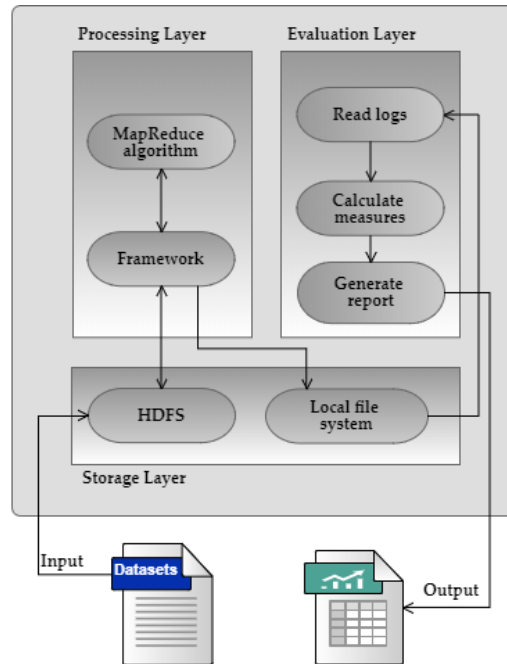 Processing Layer
Evaluation Layer
MapReduce
algorithm
Framework
Read logs
Calculate
measures
Generate
report
HDFS
Local file
system
Storage Layer
Input
Datasets
Output